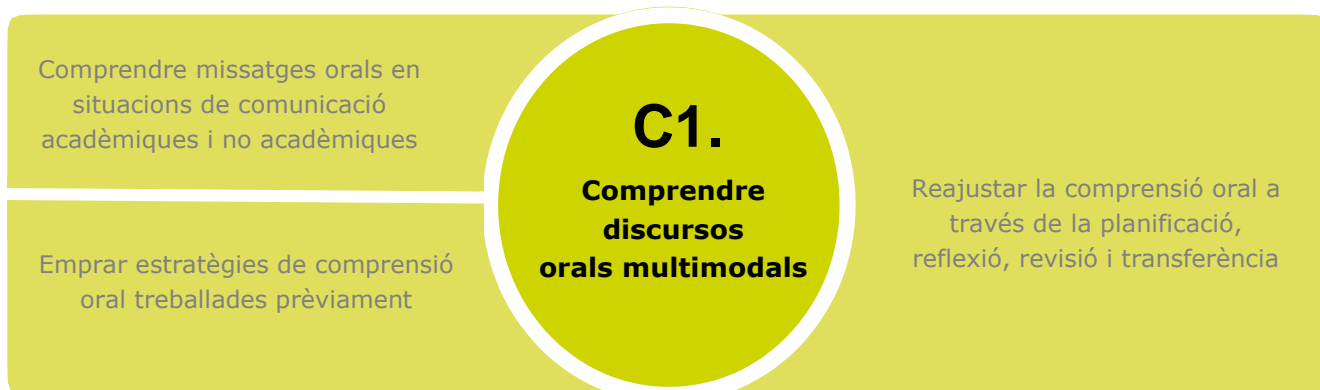 Comprendre missatges orals en
situacions de comunicació
acadèmiques i no acadèmiques
Emprar estratègies de comprensió
oral treballades prèviament
C1.
Comprendre
discursos
orals multimodals
Reajustar la comprensió oral a
través de la planificació,
reflexió, revisió i transferència